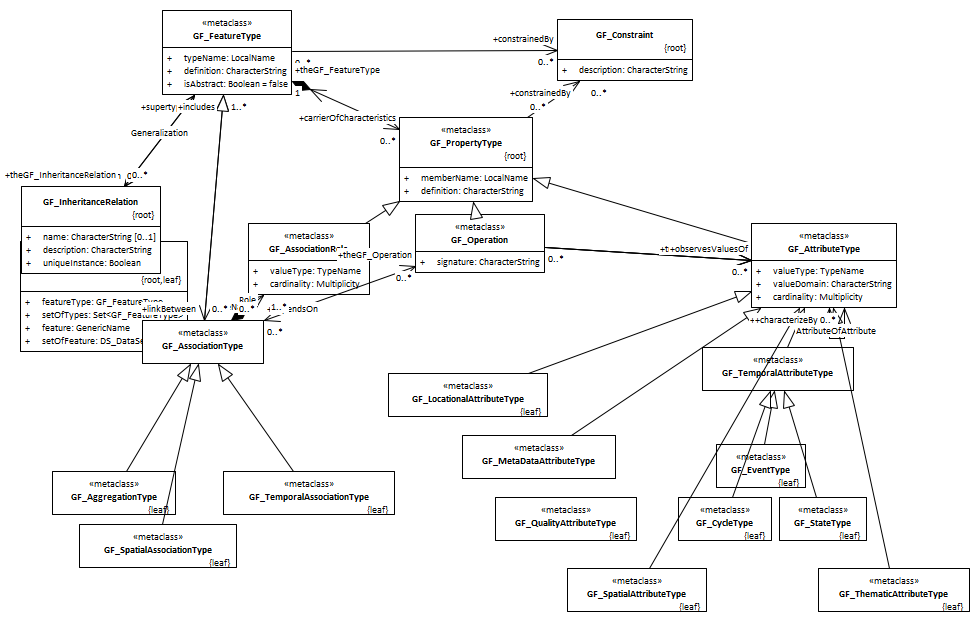 «metaclass»
GF_FeatureType
+ typeName: LocalName
+ definition: CharacterString
+ isAbstract: Boolean = false
GF_Constraint
{root}
+ description: CharacterString
+constrainedBy
0..*
0..*
+theGF_FeatureType
1
+constrainedBy
0..*
0..*
+carrierOfCharacteristics
0..*
«metaclass»
GF_PropertyType
{root}
+ memberName: LocalName
+ definition: CharacterString
+includes
1..*
Generalization
+theGF_InheritanceRelation
0..*
GF_InheritanceRelation
{root}
+ name: CharacterString [0..1]
+ description: CharacterString
+ uniqueInstance: Boolean
{root,leaf}
+ featureType: GF_FeatureType
+ setOfTypes: Set<GF_FeatureType>
+ feature: GenericName
+ setOfFeature:
«metaclass»
+ valueType: TypeName
+ cardinality: Multiplicity
+theGF_Operation
0..*
«metaclass»
GF_Operation
+ signature: CharacterString
0..*
+observesValuesOf
0..*
«metaclass»
GF_AttributeType
+ valueType: TypeName
+ valueDomain: CharacterString
+ cardinality: Multiplicity
+linkBetween
0..*
0..*
1..*
0..*
«metaclass»
GF_AssociationType
+characterizeBy 0..*
AttributeOfAttribute
«metaclass»
GF_TemporalAttributeType
«metaclass»
GF_LocationalAttributeType
{leaf}
«metaclass»
GF_MetaDataAttributeType
«metaclass»
GF_EventType
{leaf}
«metaclass»
GF_AggregationType
{leaf}
«metaclass»
GF_TemporalAssociationType
{leaf}
«metaclass»
GF_QualityAttributeType
{leaf}
«metaclass»
GF_CycleType
{leaf}
«metaclass»
GF_StateType
{leaf}
«metaclass»
GF_SpatialAssociationType
{leaf}
«metaclass»
GF_SpatialAttributeType
{leaf}
«metaclass»
GF_ThematicAttributeType
{leaf}